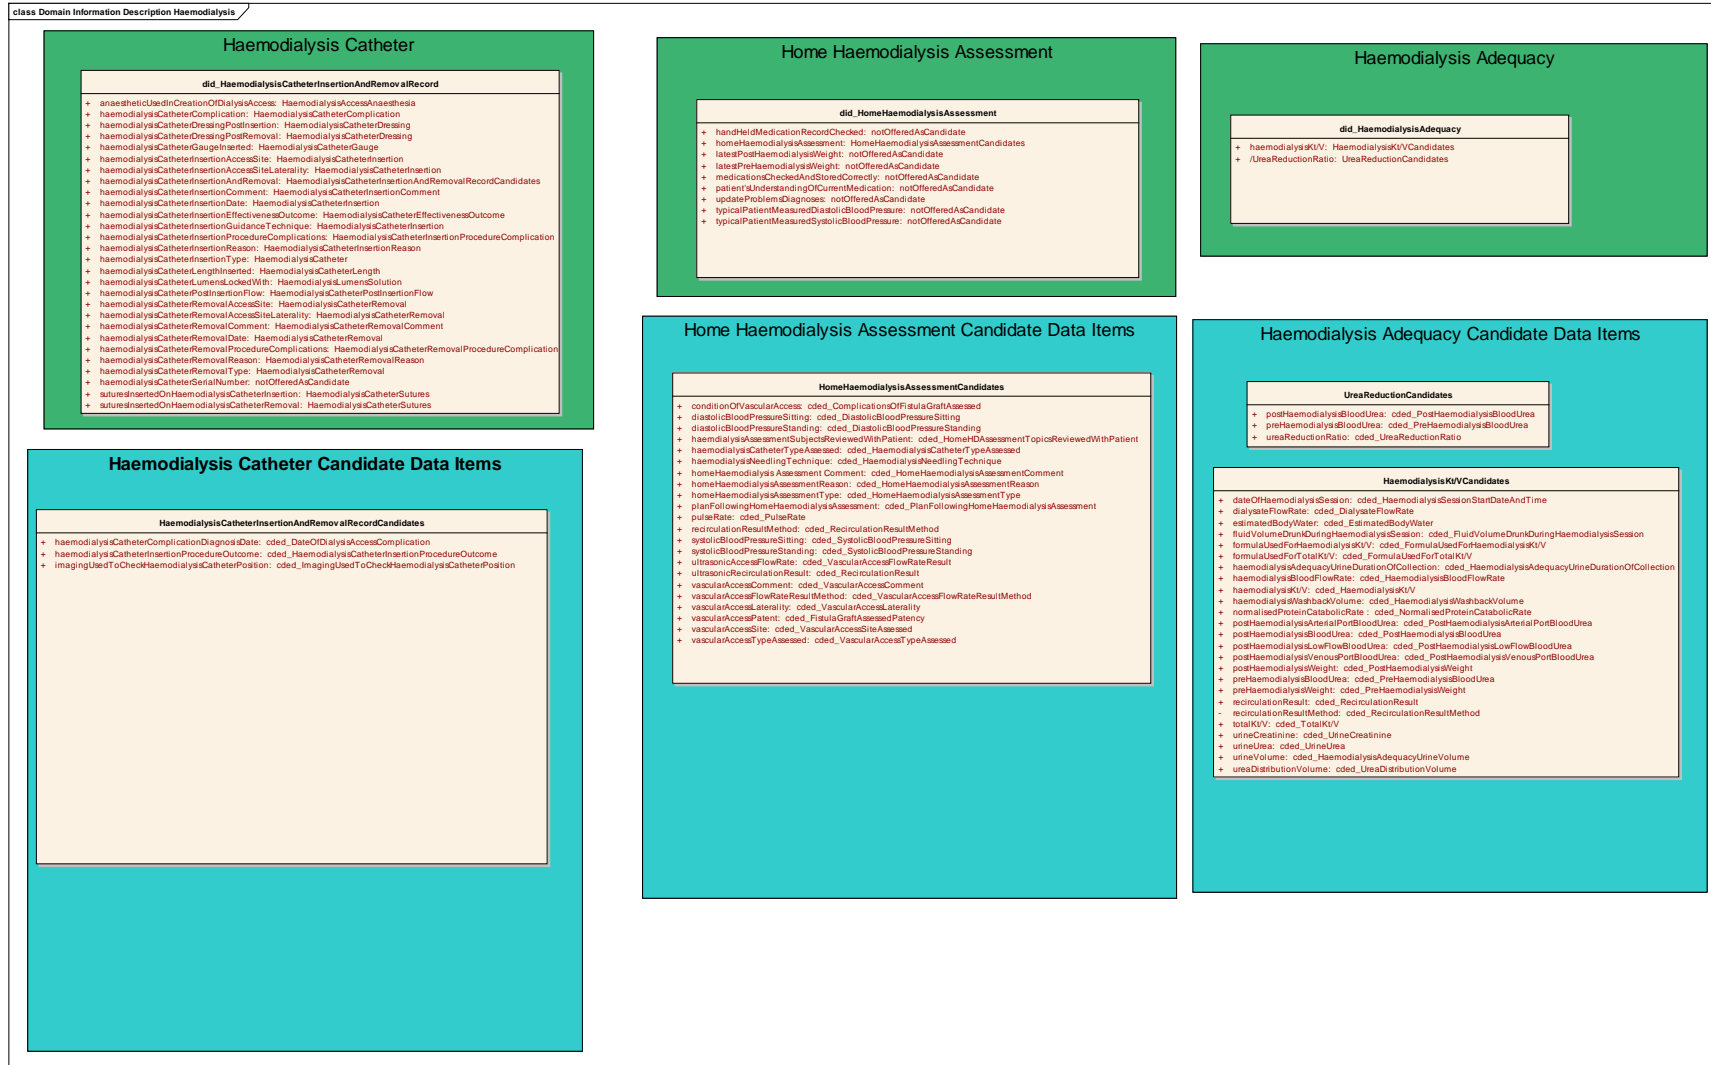 class Domain Information Description Haemodialysis
Haemodialysis Catheter
did_HaemodialysisCatheterInsertionAndRemovalRecord
+ anaestheticUsedInCreationOfDialysisAccess: HaemodialysisAccessAnaesthesia
+ haemodialysisCatheterComplication: HaemodialysisCatheterComplication
+ haemodialysisCatheterDressingPostInsertion: HaemodialysisCatheterDressing
+ haemodialysisCatheterDressingPostRemoval: HaemodialysisCatheterDressing
+ haemodialysisCatheterGaugeInserted: HaemodialysisCatheterGauge
+ haemodialysisCatheterInsertionAccessSite: HaemodialysisCatheterInsertion
+ haemodialysisCatheterInsertionAccessSiteLaterality: HaemodialysisCatheterInsertion
+ haemodialysisCatheterInsertionAndRemoval: HaemodialysisCatheterInsertionAndRemovalRecordCandidates
+ haemodialysisCatheterInsertionComment: HaemodialysisCatheterInsertionComment
+ haemodialysisCatheterInsertionDate: HaemodialysisCatheterInsertion
+ haemodialysisCatheterInsertionEffectivenessOutcome: HaemodialysisCatheterEffectivenessOutcome
+ haemodialysisCatheterInsertionGuidanceTechnique: HaemodialysisCatheterInsertion
+ haemodialysisCatheterInsertionProcedureComplications: HaemodialysisCatheterInsertionProcedureComplication
+ haemodialysisCatheterInsertionReason: HaemodialysisCatheterInsertionReason
+ haemodialysisCatheterInsertionType: HaemodialysisCatheter
+ haemodialysisCatheterLengthInserted: HaemodialysisCatheterLength
+ haemodialysisCatheterLumensLockedWith: HaemodialysisLumensSolution
+ haemodialysisCatheterPostInsertionFlow: HaemodialysisCatheterPostInsertionFlow
+ haemodialysisCatheterRemovalAccessSite: HaemodialysisCatheterRemoval
+ haemodialysisCatheterRemovalAccessSiteLaterality: HaemodialysisCatheterRemoval
+ haemodialysisCatheterRemovalComment: HaemodialysisCatheterRemovalComment
+ haemodialysisCatheterRemovalDate: HaemodialysisCatheterRemoval
+ haemodialysisCatheterRemovalProcedureComplications: HaemodialysisCatheterRemovalProcedureComplication
+ haemodialysisCatheterRemovalReason: HaemodialysisCatheterRemovalReason
+ haemodialysisCatheterRemovalType: HaemodialysisCatheterRemoval
+ haemodialysisCatheterSerialNumber: notOfferedAsCandidate
+ suturesInsertedOnHaemodialysisCatheterInsertion: HaemodialysisCatheterSutures
+ suturesInsertedOnHaemodialysisCatheterRemoval: HaemodialysisCatheterSutures
Home Haemodialysis Assessment
did_HomeHaemodialysisAssessment
+ handHeldMedicationRecordChecked: notOfferedAsCandidate
+ homeHaemodialysisAssessment: HomeHaemodialysisAssessmentCandidates
+ latestPostHaemodialysisWeight: notOfferedAsCandidate
+ latestPreHaemodialysisWeight: notOfferedAsCandidate
+ medicationsCheckedAndStoredCorrectly: notOfferedAsCandidate
+ patient'sUnderstandingOfCurrentMedication: notOfferedAsCandidate
+ updateProblemsDiagnoses: notOfferedAsCandidate
+ typicalPatientMeasuredDiastolicBloodPressure: notOfferedAsCandidate
+ typicalPatientMeasuredSystolicBloodPressure: notOfferedAsCandidate
Haemodialysis Adequacy
did_HaemodialysisAdequacy
+ haemodialysisKt/V: HaemodialysisKt/VCandidates
+ /UreaReductionRatio: UreaReductionCandidates
Haemodialysis Catheter Candidate Data Items
HaemodialysisCatheterInsertionAndRemovalRecordCandidates
+ haemodialysisCatheterComplicationDiagnosisDate: cded_DateOfDialysisAccessComplication
+ haemodialysisCatheterInsertionProcedureOutcome: cded_HaemodialysisCatheterInsertionProcedureOutcome
+ imagingUsedToCheckHaemodialysisCatheterPosition: cded_ImagingUsedToCheckHaemodialysisCatheterPosition
Home Haemodialysis Assessment Candidate Data Items
HomeHaemodialysisAssessmentCandidates
+ conditionOfVascularAccess: cded_ComplicationsOfFistulaGraftAssessed
+ diastolicBloodPressureSitting: cded_DiastolicBloodPressureSitting
+ diastolicBloodPressureStanding: cded_DiastolicBloodPressureStanding
+ haemdialysisAssessmentSubjectsReviewedWithPatient: cded_HomeHDAssessmentTopicsReviewedWithPatient
+ haemodialysisCatheterTypeAssessed: cded_HaemodialysisCatheterTypeAssessed
+ haemodialysisNeedlingTechnique: cded_HaemodialysisNeedlingTechnique
+ homeHaemodialysis Assessment Comment: cded_HomeHaemodialysisAssessmentComment
+ homeHaemodialysisAssessmentReason: cded_HomeHaemodialysisAssessmentReason
+ homeHaemodialysisAssessmentType: cded_HomeHaemodialysisAssessmentType
+ planFollowingHomeHaemodialysisAssessment: cded_PlanFollowingHomeHaemodialysisAssessment
+ pulseRate: cded_PulseRate
+ recirculationResultMethod: cded_RecirculationResultMethod
+ systolicBloodPressureSitting: cded_SystolicBloodPressureSitting
+ systolicBloodPressureStanding: cded_SystolicBloodPressureStanding
+ ultrasonicAccessFlowRate: cded_VascularAccessFlowRateResult
+ ultrasonicRecirculationResult: cded_RecirculationResult
+ vascularAccessComment: cded_VascularAccessComment
+ vascularAccessFlowRateResultMethod: cded_VascularAccessFlowRateResultMethod
+ vascularAccessLaterality: cded_VascularAccessLaterality
+ vascularAccessPatent: cded_FistulaGraftAssessedPatency
+ vascularAccessSite: cded_VascularAccessSiteAssessed
+ vascularAccessTypeAssessed: cded_VascularAccessTypeAssessed
Haemodialysis Adequacy Candidate Data Items
UreaReductionCandidates
+ postHaemodialysisBloodUrea: cded_PostHaemodialysisBloodUrea
+ preHaemodialysisBloodUrea: cded_PreHaemodialysisBloodUrea
+ ureaReductionRatio: cded_UreaReductionRatio
HaemodialysisKt/VCandidates
+ dateOfHaemodialysisSession: cded_HaemodialysisSessionStartDateAndTime
+ dialysateFlowRate: cded_DialysateFlowRate
+ estimatedBodyWater: cded_EstimatedBodyWater
+ fluidVolumeDrunkDuringHaemodialysisSession: cded_FluidVolumeDrunkDuringHaemodialysisSession
+ formulaUsedForHaemodialysisKt/V: cded_FormulaUsedForHaemodialysisKt/V
+ formulaUsedForTotalKt/V: cded_FormulaUsedForTotalKt/V
+ haemodialysisAdequacyUrineDurationOfCollection: cded_HaemodialysisAdequacyUrineDurationOfCollection
+ haemodialysisBloodFlowRate: cded_HaemodialysisBloodFlowRate
+ haemodialysisKt/V: cded_HaemodialysisKt/V
+ haemodialysisWashbackVolume: cded_HaemodialysisWashbackVolume
+ normalisedProteinCatabolicRate : cded_NormalisedProteinCatabolicRate
+ postHaemodialysisArterialPortBloodUrea: cded_PostHaemodialysisArterialPortBloodUrea
+ postHaemodialysisBloodUrea: cded_PostHaemodialysisBloodUrea
+ postHaemodialysisLowFlowBloodUrea: cded_PostHaemodialysisLowFlowBloodUrea
+ postHaemodialysisVenousPortBloodUrea: cded_PostHaemodialysisVenousPortBloodUrea
+ postHaemodialysisWeight: cded_PostHaemodialysisWeight
+ preHaemodialysisBloodUrea: cded_PreHaemodialysisBloodUrea
+ preHaemodialysisWeight: cded_PreHaemodialysisWeight
+ recirculationResult: cded_RecirculationResult
- recirculationResultMethod: cded_RecirculationResultMethod
+ totalKt/V: cded_TotalKt/V
+ urineCreatinine: cded_UrineCreatinine
+ urineUrea: cded_UrineUrea
+ urineVolume: cded_HaemodialysisAdequacyUrineVolume
+ ureaDistributionVolume: cded_UreaDistributionVolume